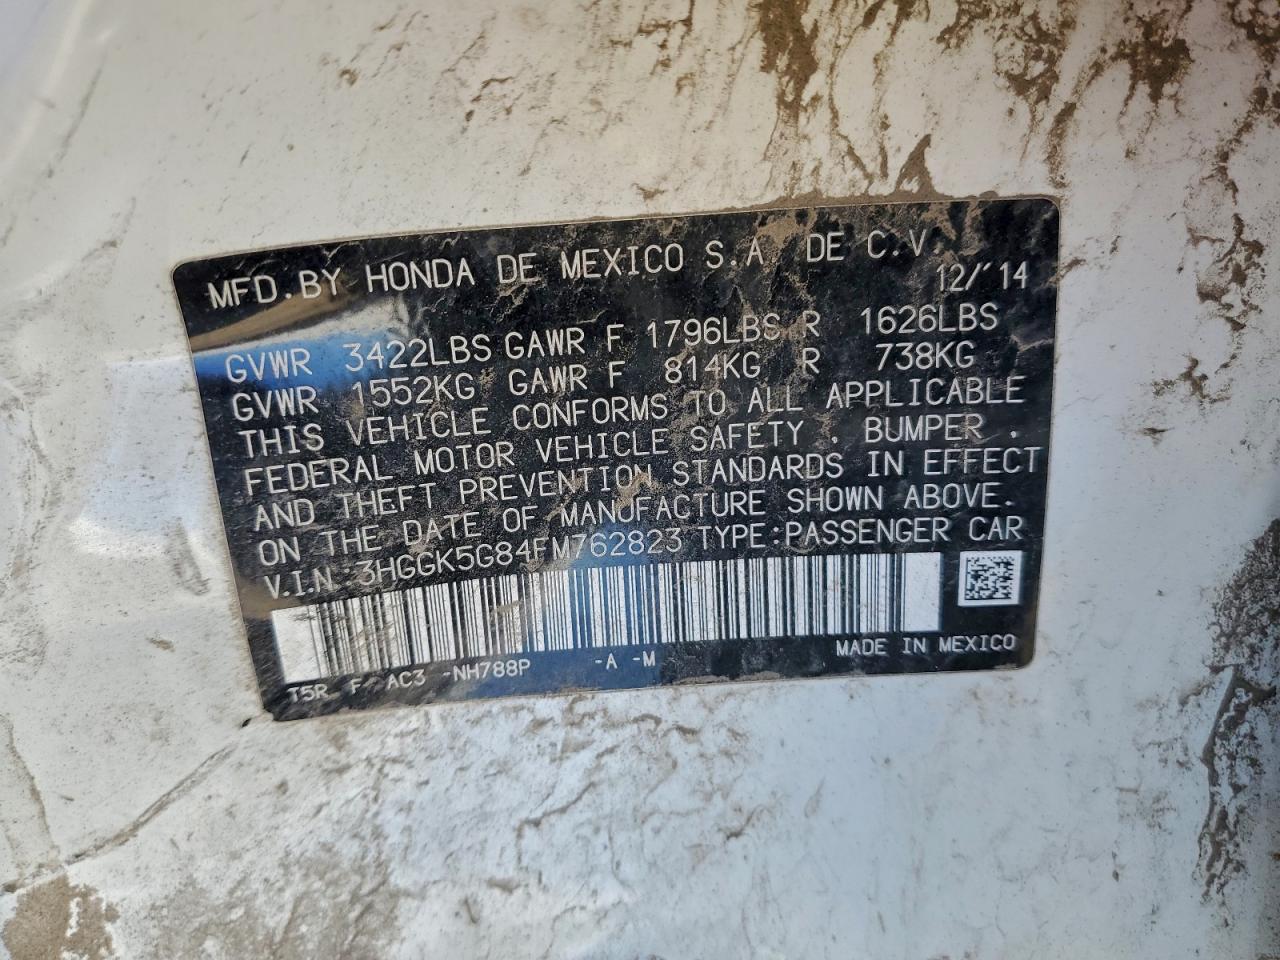 MFD. BY HONDA DE MEXICO S.A. DE C.V.
12/'14
GVWR 3422LBS GAWR F 1796LBS R 1626LBS
GVWR 1552KG GAWR F 814KG R 738KG
THIS VEHICLE CONFORMS TO ALL APPLICABLE
FEDERAL MOTOR VEHICLE SAFETY , BUMPER ,
AND THEFT PREVENTION STANDARDS IN EFFECT
ON THE DATE OF MANUFACTURE SHOWN ABOVE.
V.I.N. 3HGGK5G84FM762823 TYPE:PASSENGER CAR
MADE IN MEXICO
T5R F AC3 -NH788P -A -M